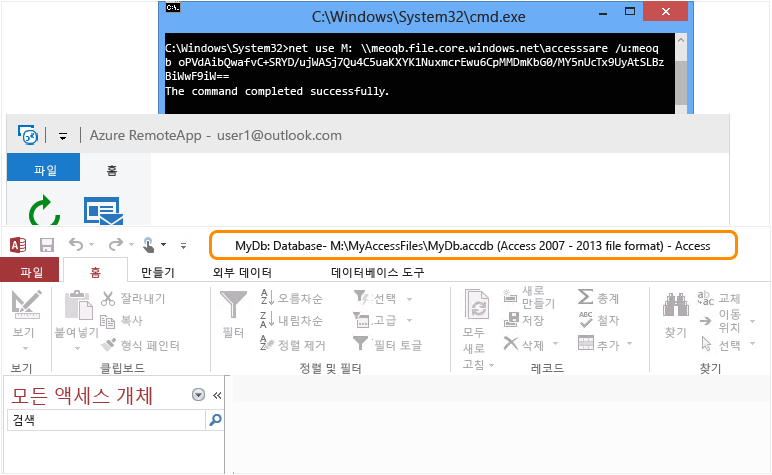 C:\Windows\System32\cmd.exe
C:\Windows\System32>net use M: \\meoqb.file.core.windows.net\accesssare /u:meoq
b oPVdAibQwafvC+SRYD/ujWASj7Qu4C5uaKXYK1NuxmcrEwu6CpMMDmKbG0/MY5nUcTx9UyAtSLBz
BiWwF9iW==
The command completed successfully.
Azure RemoteApp - user1@outlook.com
파일 홈
MyDb: Database- M:\MyAccessFiles\MyDb.accdb (Access 2007 - 2013 file format) - Access
파일 홈 만들기 외부 데이터 데이터베이스 도구
보기
붙여넣기
잘라내기
복사
형식 페인터
필터
오름차순
내림차순
정렬 제거
선택
고급
필터 토글
모두
새로
고침
새로
만들기
저장
삭제
총계
철자
추가
찾기
교체
이동
위치
선택
보기 클립보드 정렬 및 필터 레코드 찾기
모든 액세스 개체
검색